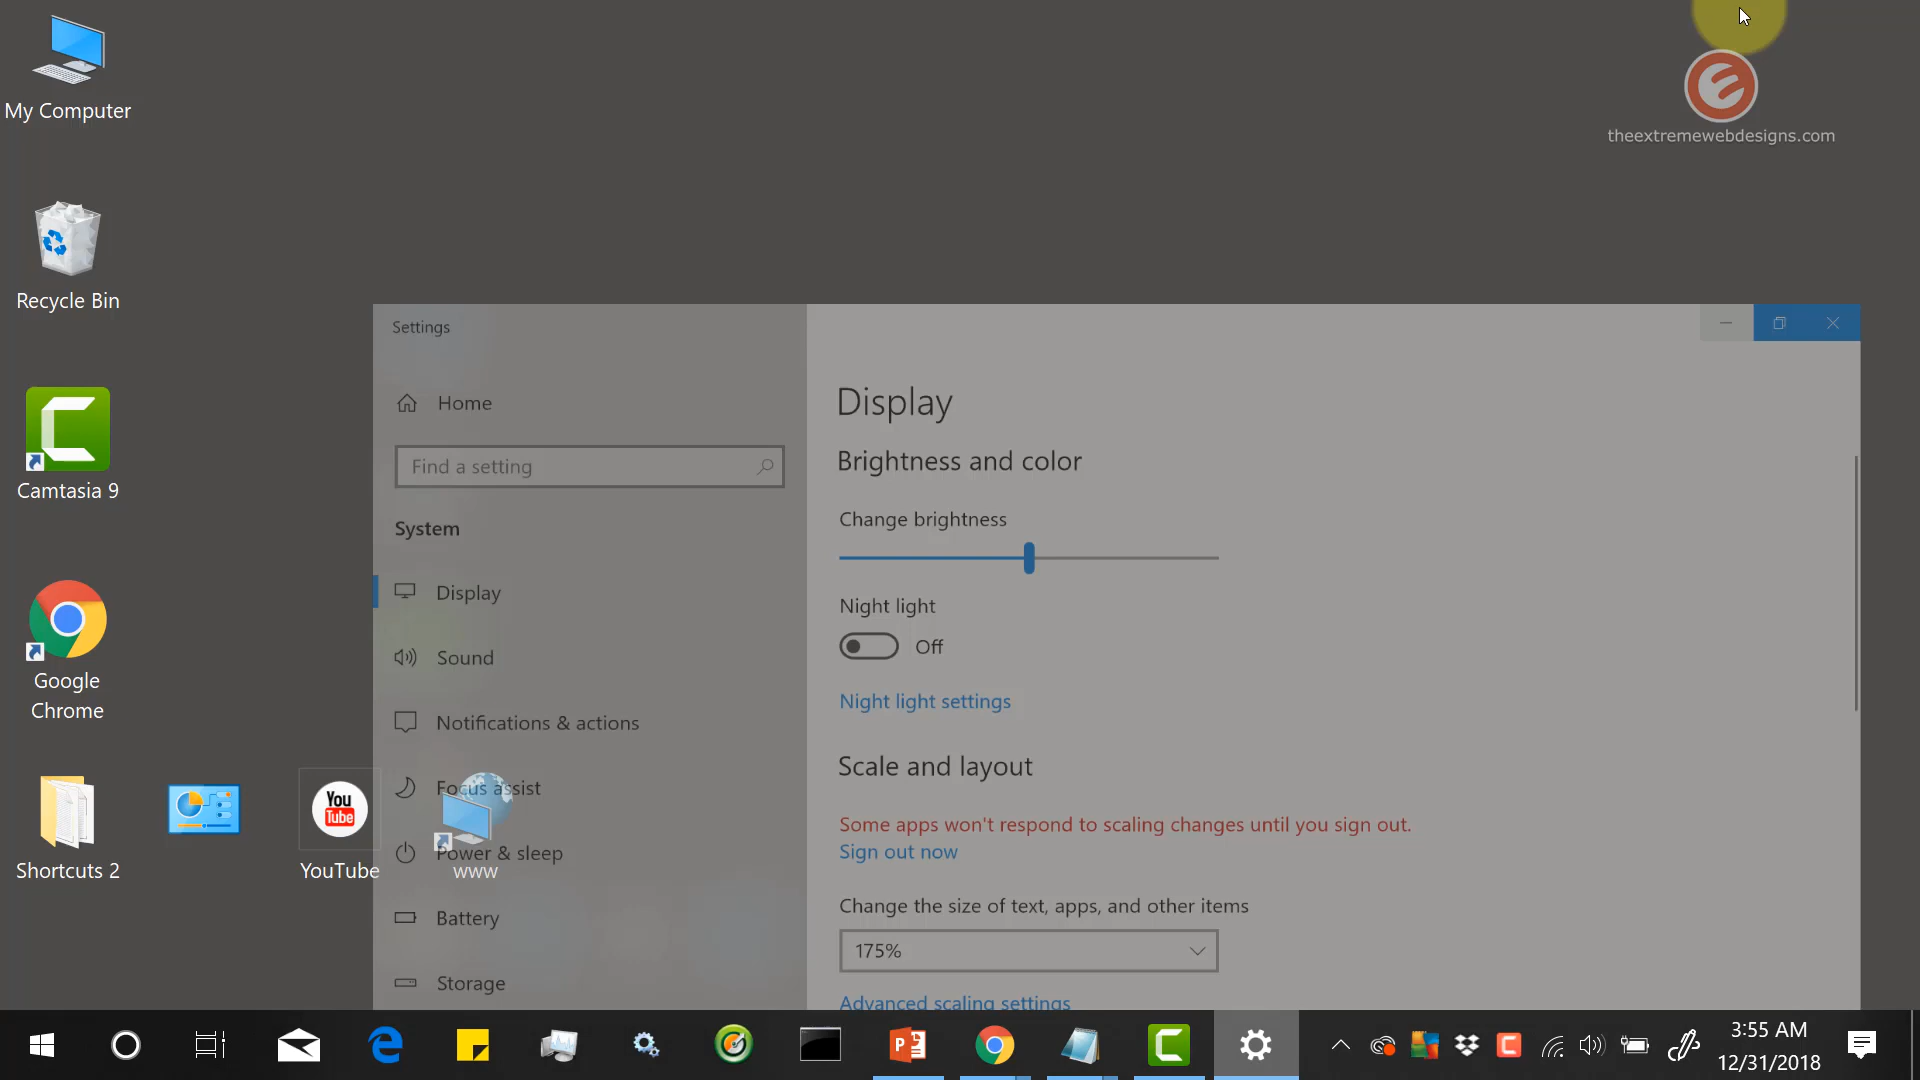 My Computer
theextremewebdesigns.com
Recycle Bin
Settings
Home
Find a setting
System
Display
Sound
Notifications & actions
Focus assist
Power & sleep
Battery
Storage
Display
Brightness and color
Change brightness
Night light
Off
Night light settings
Scale and layout
Some apps won't respond to scaling changes until you sign out.
Sign out now
Change the size of text, apps, and other items
175%
Advanced scaling settings
Camtasia 9
Google
Chrome
Shortcuts 2
You
Tube
YouTube
www
3:55 AM
12/31/2018